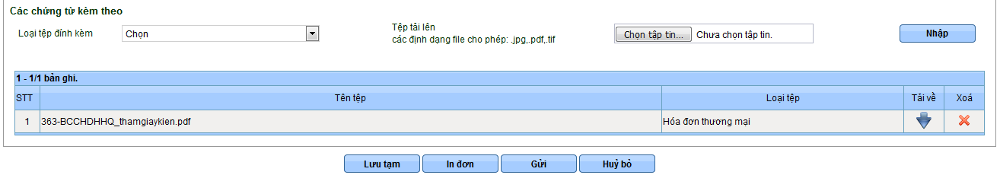 Các chứng từ kèm theo
Loại tệp đính kèm
Chọn
Tệp tải lên
các định dạng file cho phép: .jpg,.pdf,.tif
Chọn tập tin... Chưa chọn tập tin.
Nhập
1 - 1/1 bản ghi.
STT Tên tệp Loại tệp Tải về Xoá
1 363-BCCHDHHQ_thamgiaykien.pdf Hóa đơn thương mại
Lưu tạm In đơn Gửi Huỷ bỏ